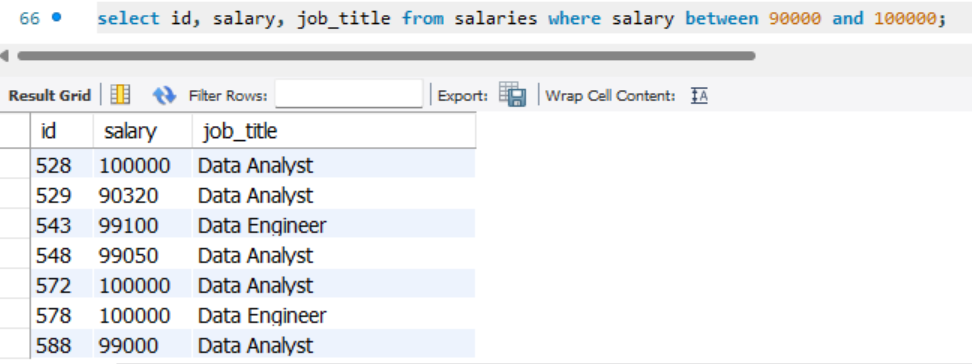 66 select id, salary, job_title from salaries where salary between 90000 and 100000;
Result Grid Filter Rows: Export: Wrap Cell Content: IA
id salary job_title
528 100000 Data Analyst
529 90320 Data Analyst
543 99100 Data Engineer
548 99050 Data Analyst
572 100000 Data Analyst
578 100000 Data Engineer
588 99000 Data Analyst